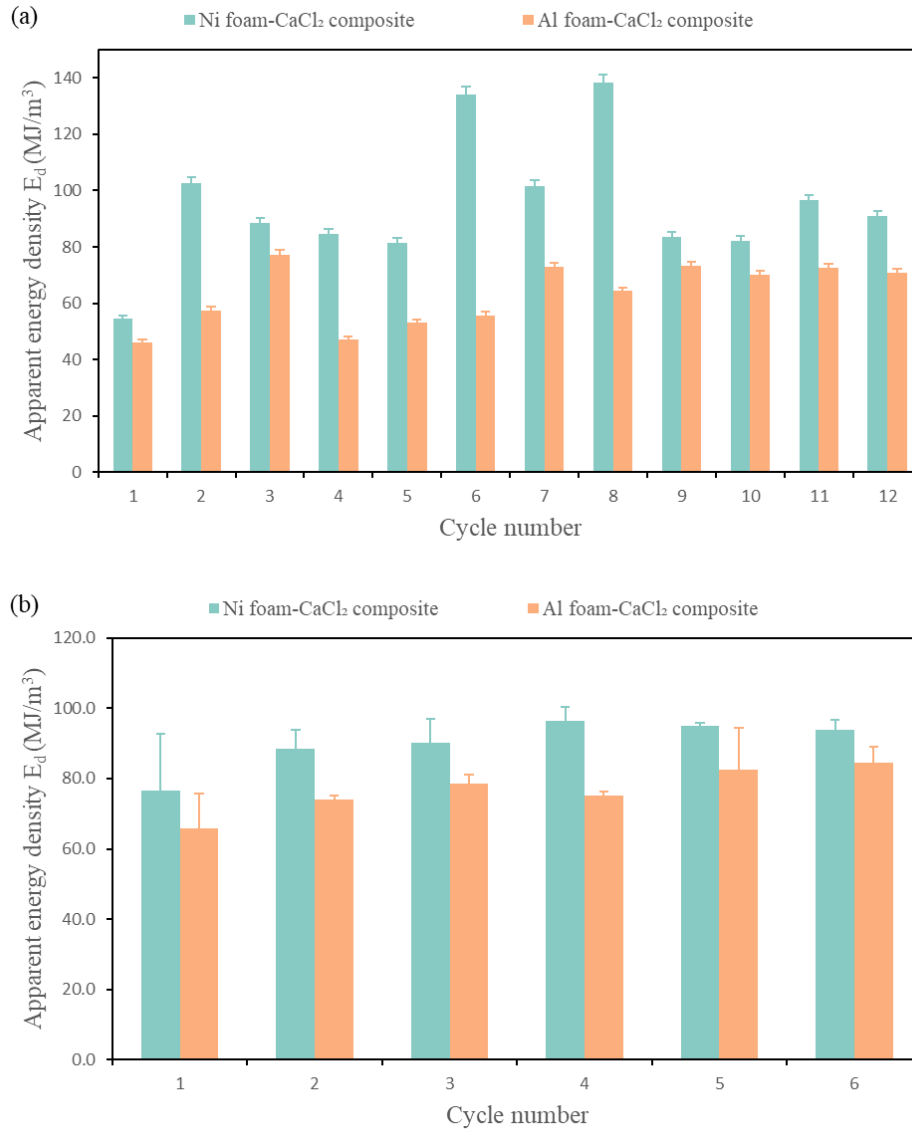 (a)
Ni foam-CaCl₂ composite Al foam-CaCl₂ composite
Apparent energy density E_d (MJ/m³)
140
120
100
80
60
40
20
0
1 2 3 4 5 6 7 8 9 10 11 12
Cycle number
(b)
Ni foam-CaCl₂ composite Al foam-CaCl₂ composite
Apparent energy density E_d (MJ/m³)
120.0
100.0
80.0
60.0
40.0
20.0
0.0
1 2 3 4 5 6
Cycle number